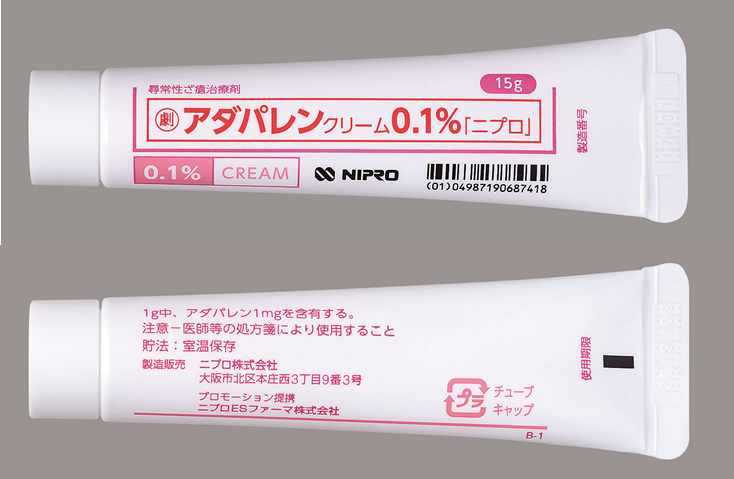 尋常性ざ瘡治療剤
15g
劇 アダパレンクリーム0.1%「ニプロ」
製造番号
0.1% CREAM
NIPRO
(01)04987190687418
1g中、アダパレン1mgを含有する。
注意−医師等の処方箋により使用すること
貯法：室温保存
製造販売 ニプロ株式会社
大阪市北区本庄西3丁目9番3号
プロモーション提携
ニプロESファーマ株式会社
プラ
チューブ
キャップ
使用期限
B-1